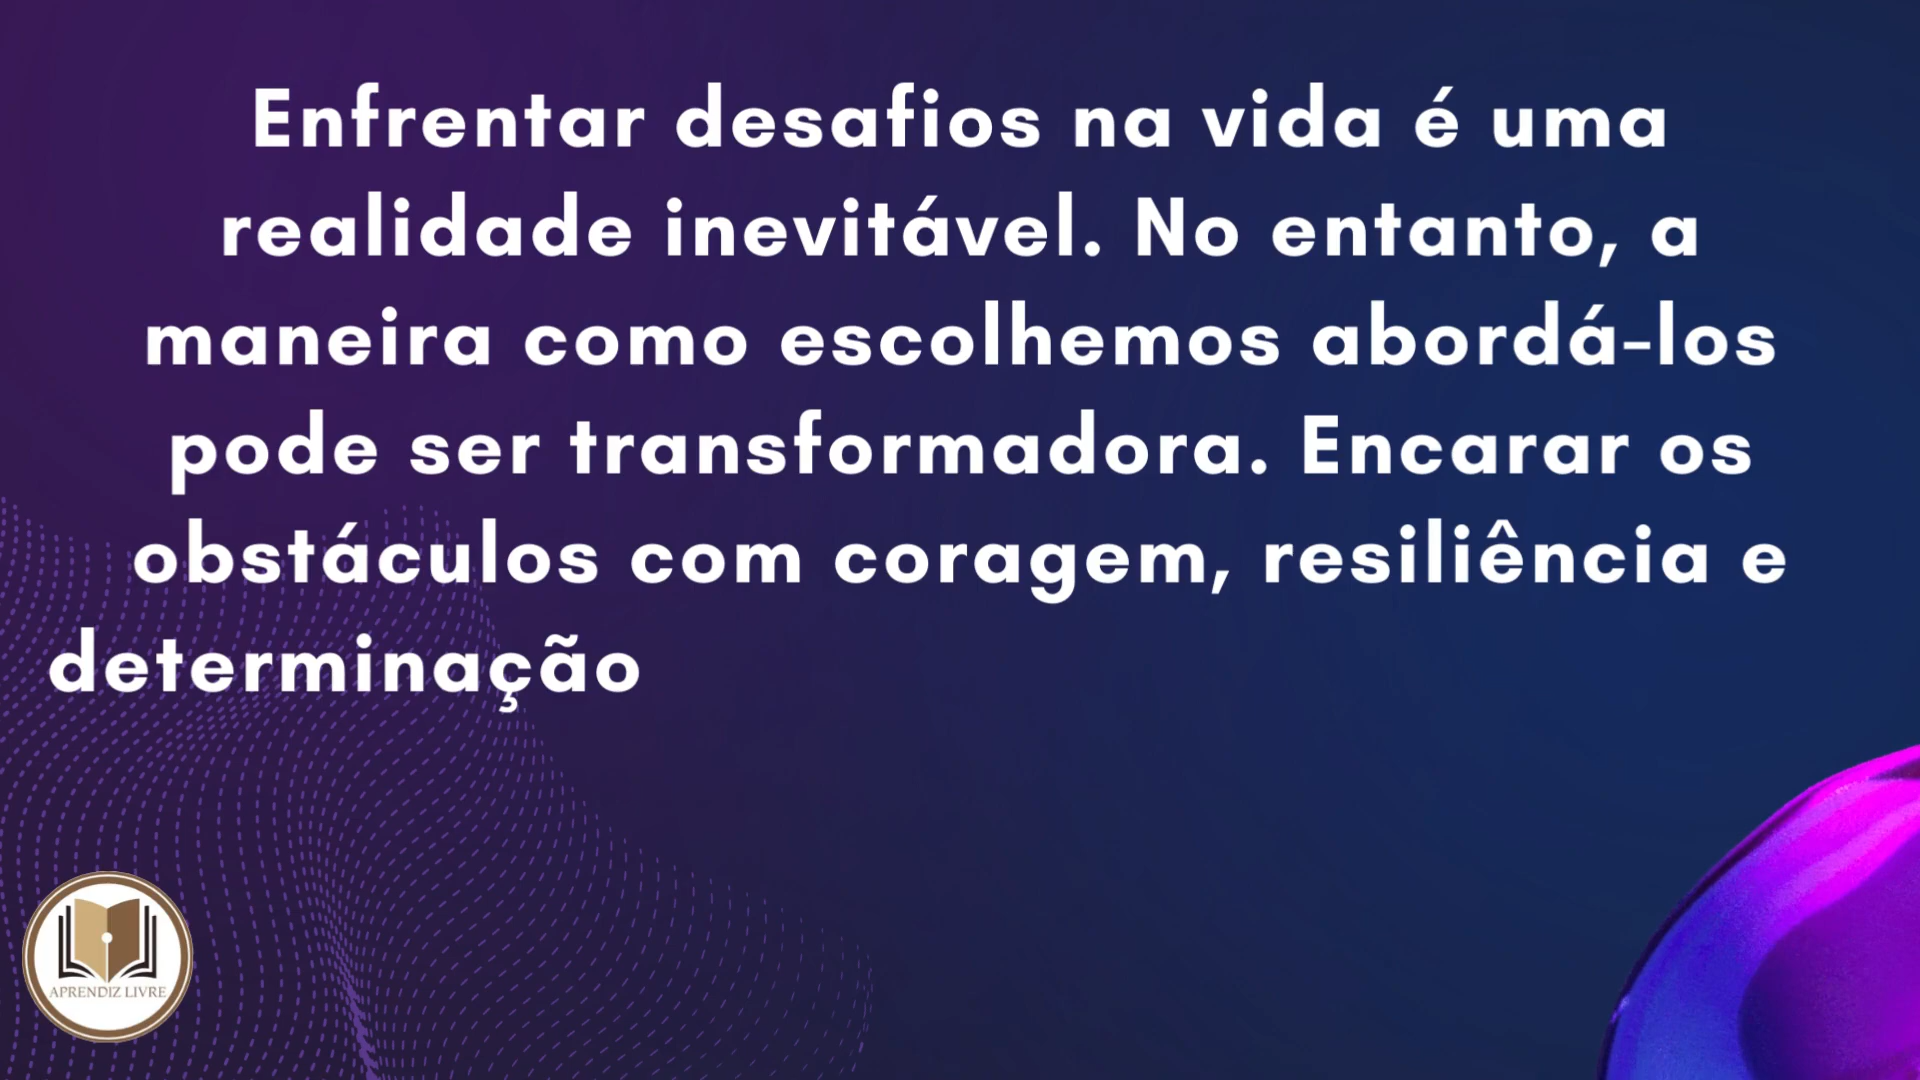 Enfrentar desafios na vida é uma
realidade inevitável. No entanto, a
maneira como escolhemos abordá-los
pode ser transformadora. Encarar os
obstáculos com coragem, resiliência e
determinação
APRENDIZ LIVRE